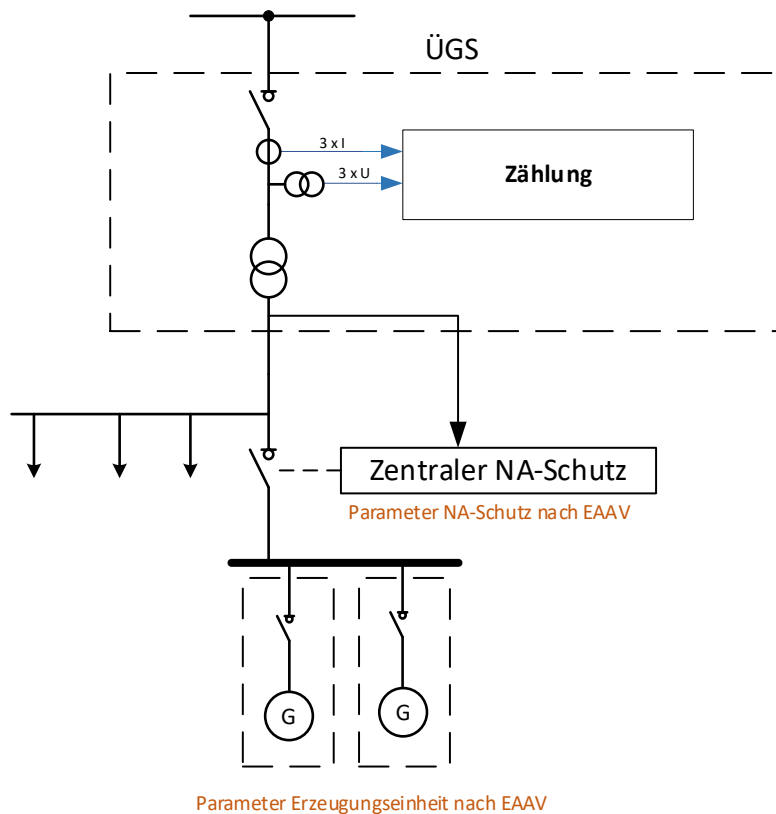 ÜGS
3 x I
3 x U
Zählung
Zentraler NA-Schutz
Parameter NA-Schutz nach EAAV
G
G
Parameter Erzeugungseinheit nach EAAV